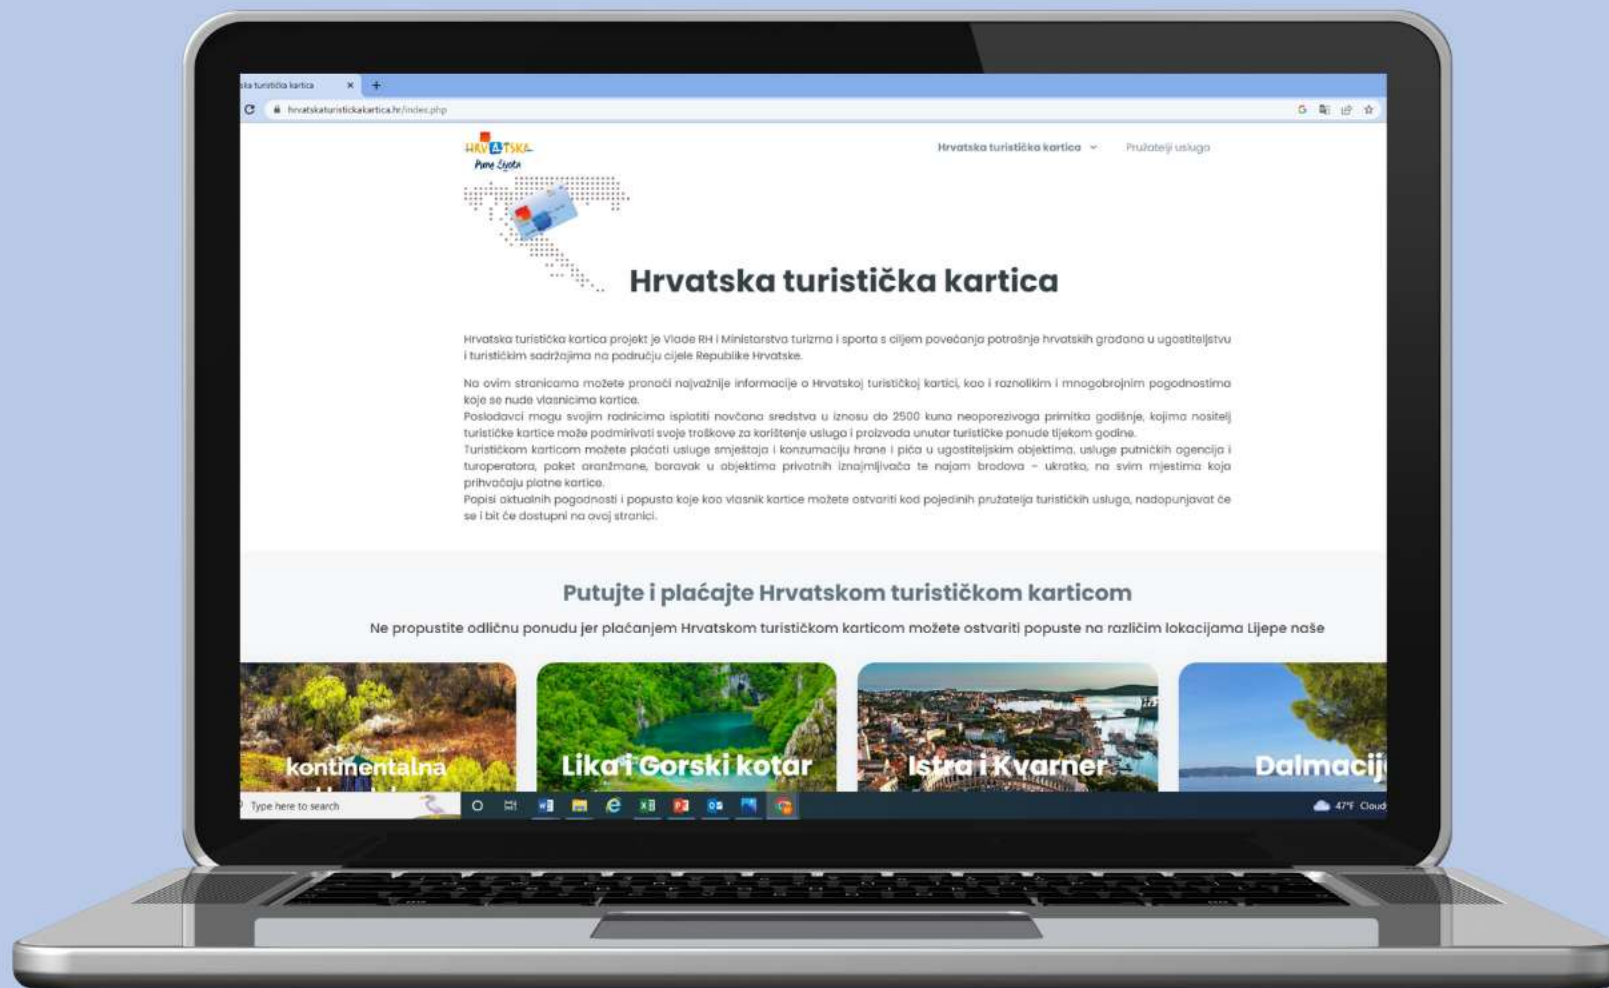 ska turistička kartica
hrvatskaturistickakartica.hr/index.php
HRVATSKA
Puna života
Hrvatska turistička kartica
Pružatelji usluga
Hrvatska turistička kartica
Hrvatska turistička kartica projekt je Vlade RH i Ministarstva turizma i sporta s ciljem povećanja potrošnje hrvatskih građana u ugostiteljstvu
i turističkim sadržajima na području cijele Republike Hrvatske.
Na ovim stranicama možete pronaći najvažnije informacije o Hrvatskoj turističkoj kartici, kao i raznolikim i mnogobrojnim pogodnostima
koje se nude vlasnicima kartice.
Poslodavci mogu svojim radnicima isplatiti novčana sredstva u iznosu do 2500 kuna neoporezivoga primitka godišnje, kojima nositelj
turističke kartice može podmirivati svoje troškove za korištenje usluga i proizvoda unutar turističke ponude tijekom godine.
Turističkom karticom možete plaćati usluge smještaja i konzumaciju hrane i pića u ugostiteljskim objektima, usluge putničkih agencija i
turoperatora, paket aranžmane, boravak u objektima privatnih iznajmljivača te najam brodova – ukratko, na svim mjestima koja
prihvaćaju platne kartice.
Popisi aktualnih pogodnosti i popusta koje kao vlasnik kartice možete ostvariti kod pojedinih pružatelja turističkih usluga, nadopunjavat će
se i bit će dostupni na ovoj stranici.
Putujte i plaćajte Hrvatskom turističkom karticom
Ne propustite odličnu ponudu jer plaćanjem Hrvatskom turističkom karticom možete ostvariti popuste na različim lokacijama Lijepe naše
kontinentalna
Lika i Gorski kotar
Istra i Kvarner
Dalmacij
Type here to search
47°F Cloudy